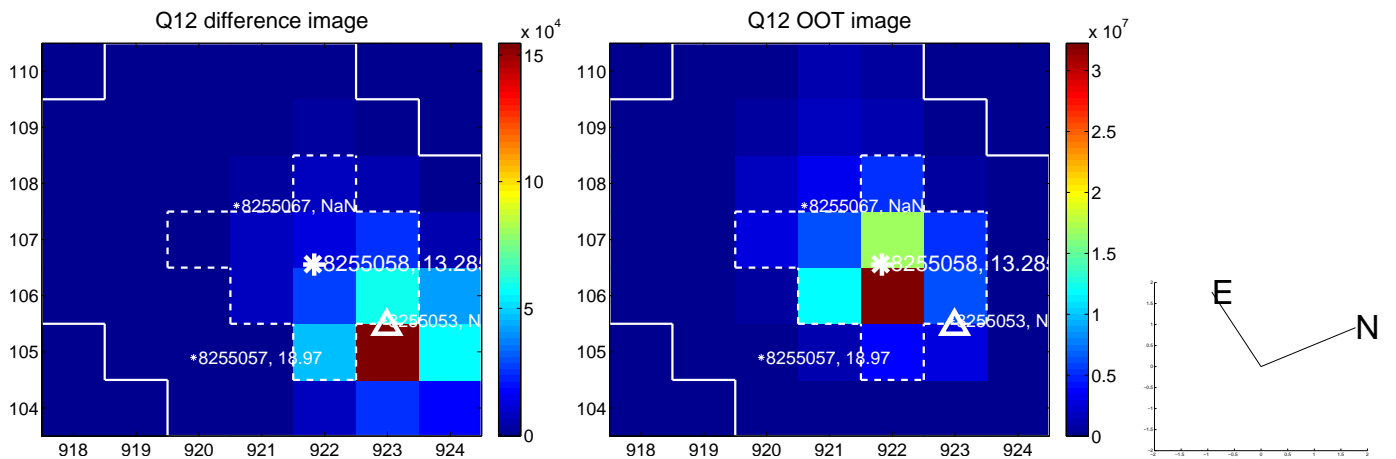 Q12 difference image
Q12 OOT image
x 10^4
x 10^7
110
109
108
107
106
105
104
918 919 920 921 922 923 924
15
10
5
0
*8255067, NaN
8255058, 13.285
8255053, N
*8255057, 18.97
918 919 920 921 922 923 924
110
109
108
107
106
105
104
3
2.5
2
1.5
1
0.5
0
*8255067, NaN
8255058, 13.285
8255053, N
*8255057, 18.97
E
N